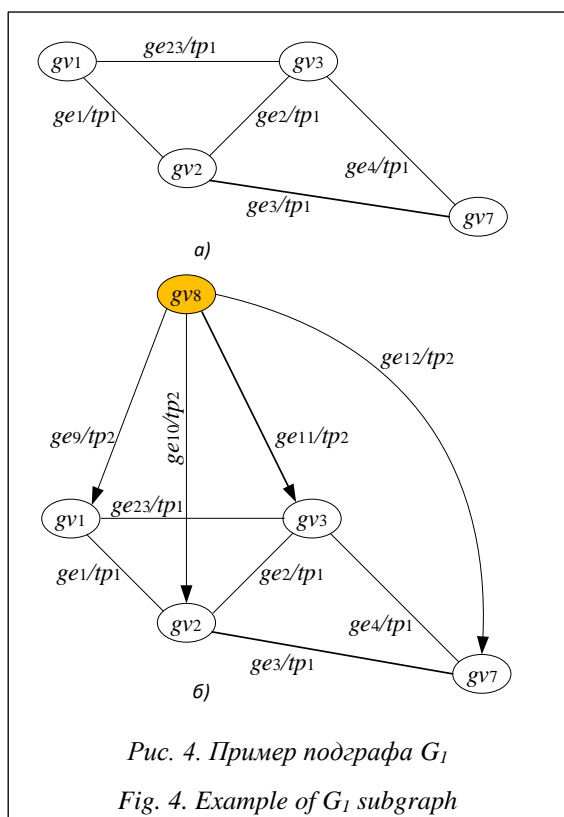 ge23/tp1
gv1
gv3
ge1/tp1
ge2/tp1
gv2
ge4/tp1
ge3/tp1
gv7
а)
gv8
ge12/tp2
ge10/tp2
ge9/tp2
ge11/tp2
ge23/tp1
gv1
gv3
ge1/tp1
ge2/tp1
gv2
ge4/tp1
ge3/tp1
gv7
б)
Рис. 4. Пример подграфа G1
Fig. 4. Example of G1 subgraph